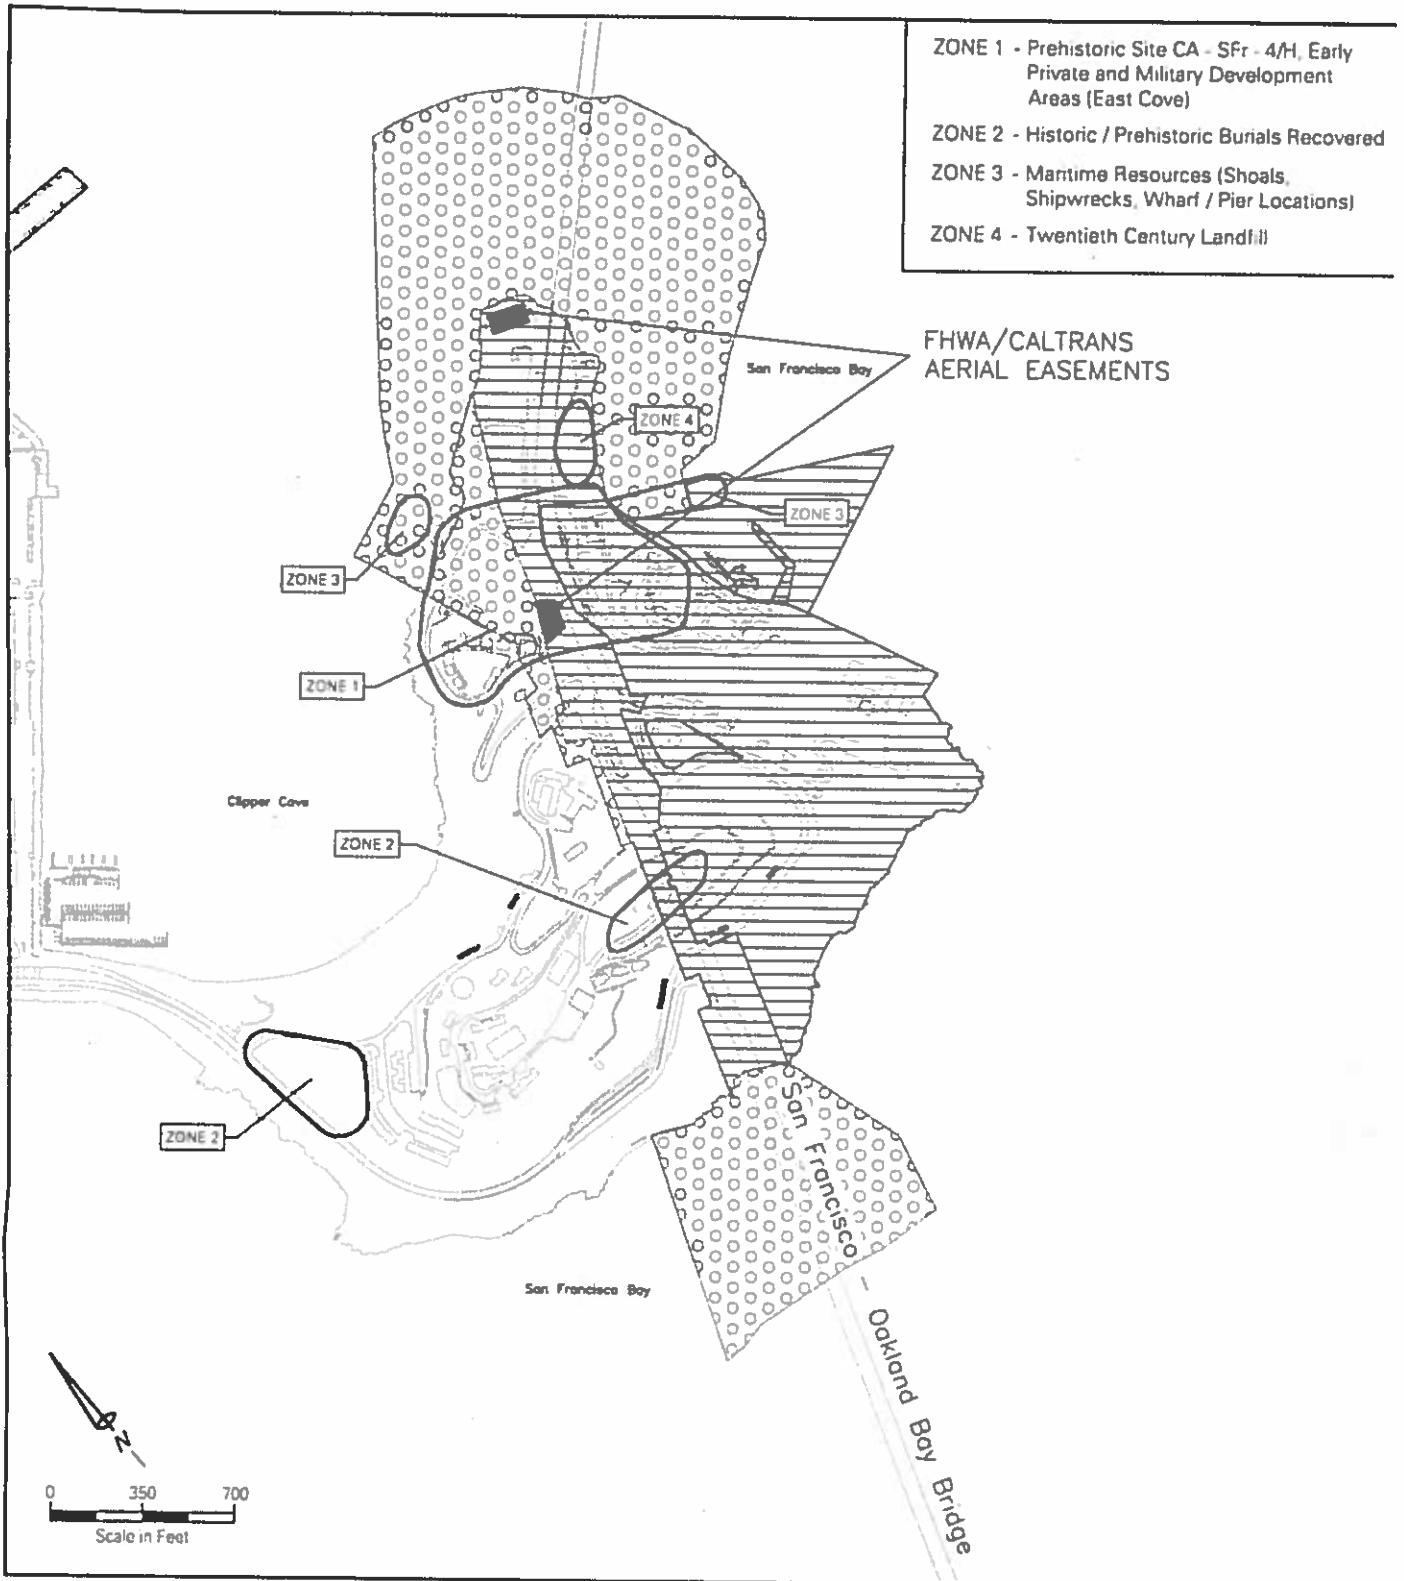 ZONE 1 - Prehistoric Site CA - SFr - 4/H, Early
Private and Military Development
Areas (East Cove)
ZONE 2 - Historic / Prehistoric Burials Recovered
ZONE 3 - Maritime Resources (Shoals,
Shipwrecks, Wharf / Pier Locations)
ZONE 4 - Twentieth Century Landfill
FHWA/CALTRANS
AERIAL EASEMENTS
San Francisco Bay
ZONE 4
ZONE 3
ZONE 3
ZONE 1
Clipper Cove
ZONE 2
ZONE 2
San Francisco - Oakland Bay Bridge
San Francisco Bay
N
0 350 700
Scale in Feet